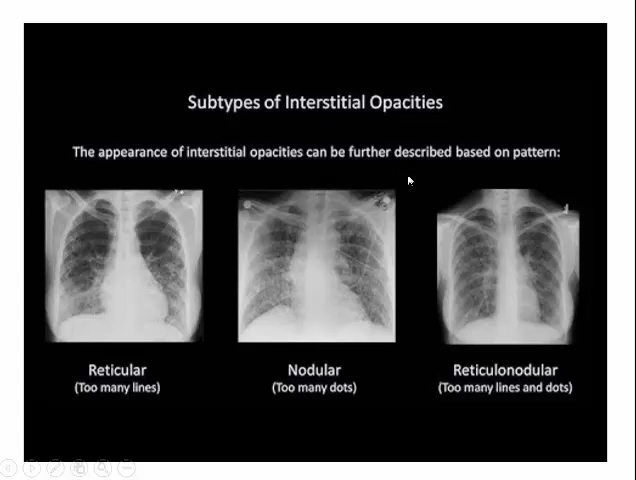 Subtypes of Interstitial Opacities
The appearance of interstitial opacities can be further described based on pattern:
Reticular
(Too many lines)
Nodular
(Too many dots)
Reticulonodular
(Too many lines and dots)